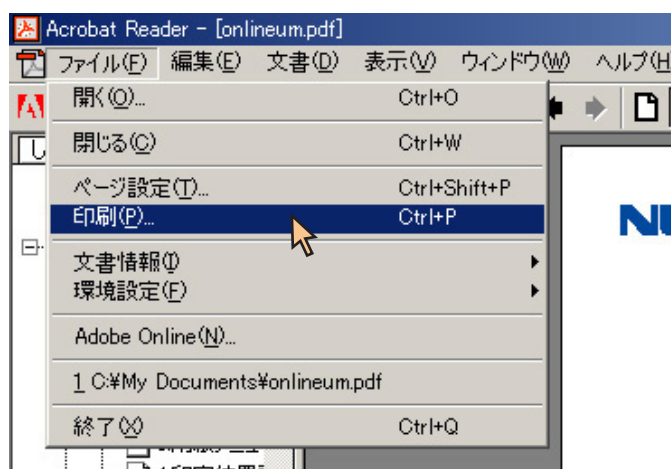 Acrobat Reader - [onlineum.pdf]
ファイル(F) 編集(E) 文書(D) 表示(V) ウィンドウ(W) ヘルプ(H
開く(O)... Ctrl+O
閉じる(C) Ctrl+W
ページ設定(T)... Ctrl+Shift+P
印刷(P)... Ctrl+P
文書情報(I)
環境設定(F)
Adobe Online(N)...
1 C:¥My Documents¥onlineum.pdf
終了(X) Ctrl+Q